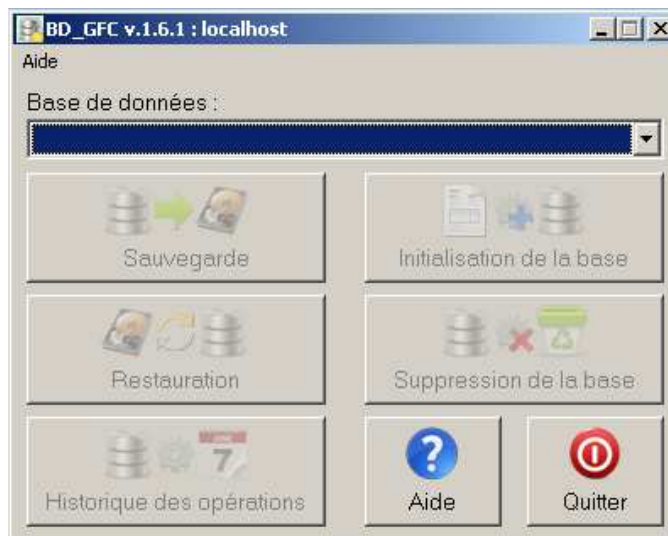 BD_GFC v.1.6.1 : localhost
Aide
Base de données :
Sauvegarde
Initialisation de la base
Restauration
Suppression de la base
7
Historique des opérations
?
Aide
Quitter